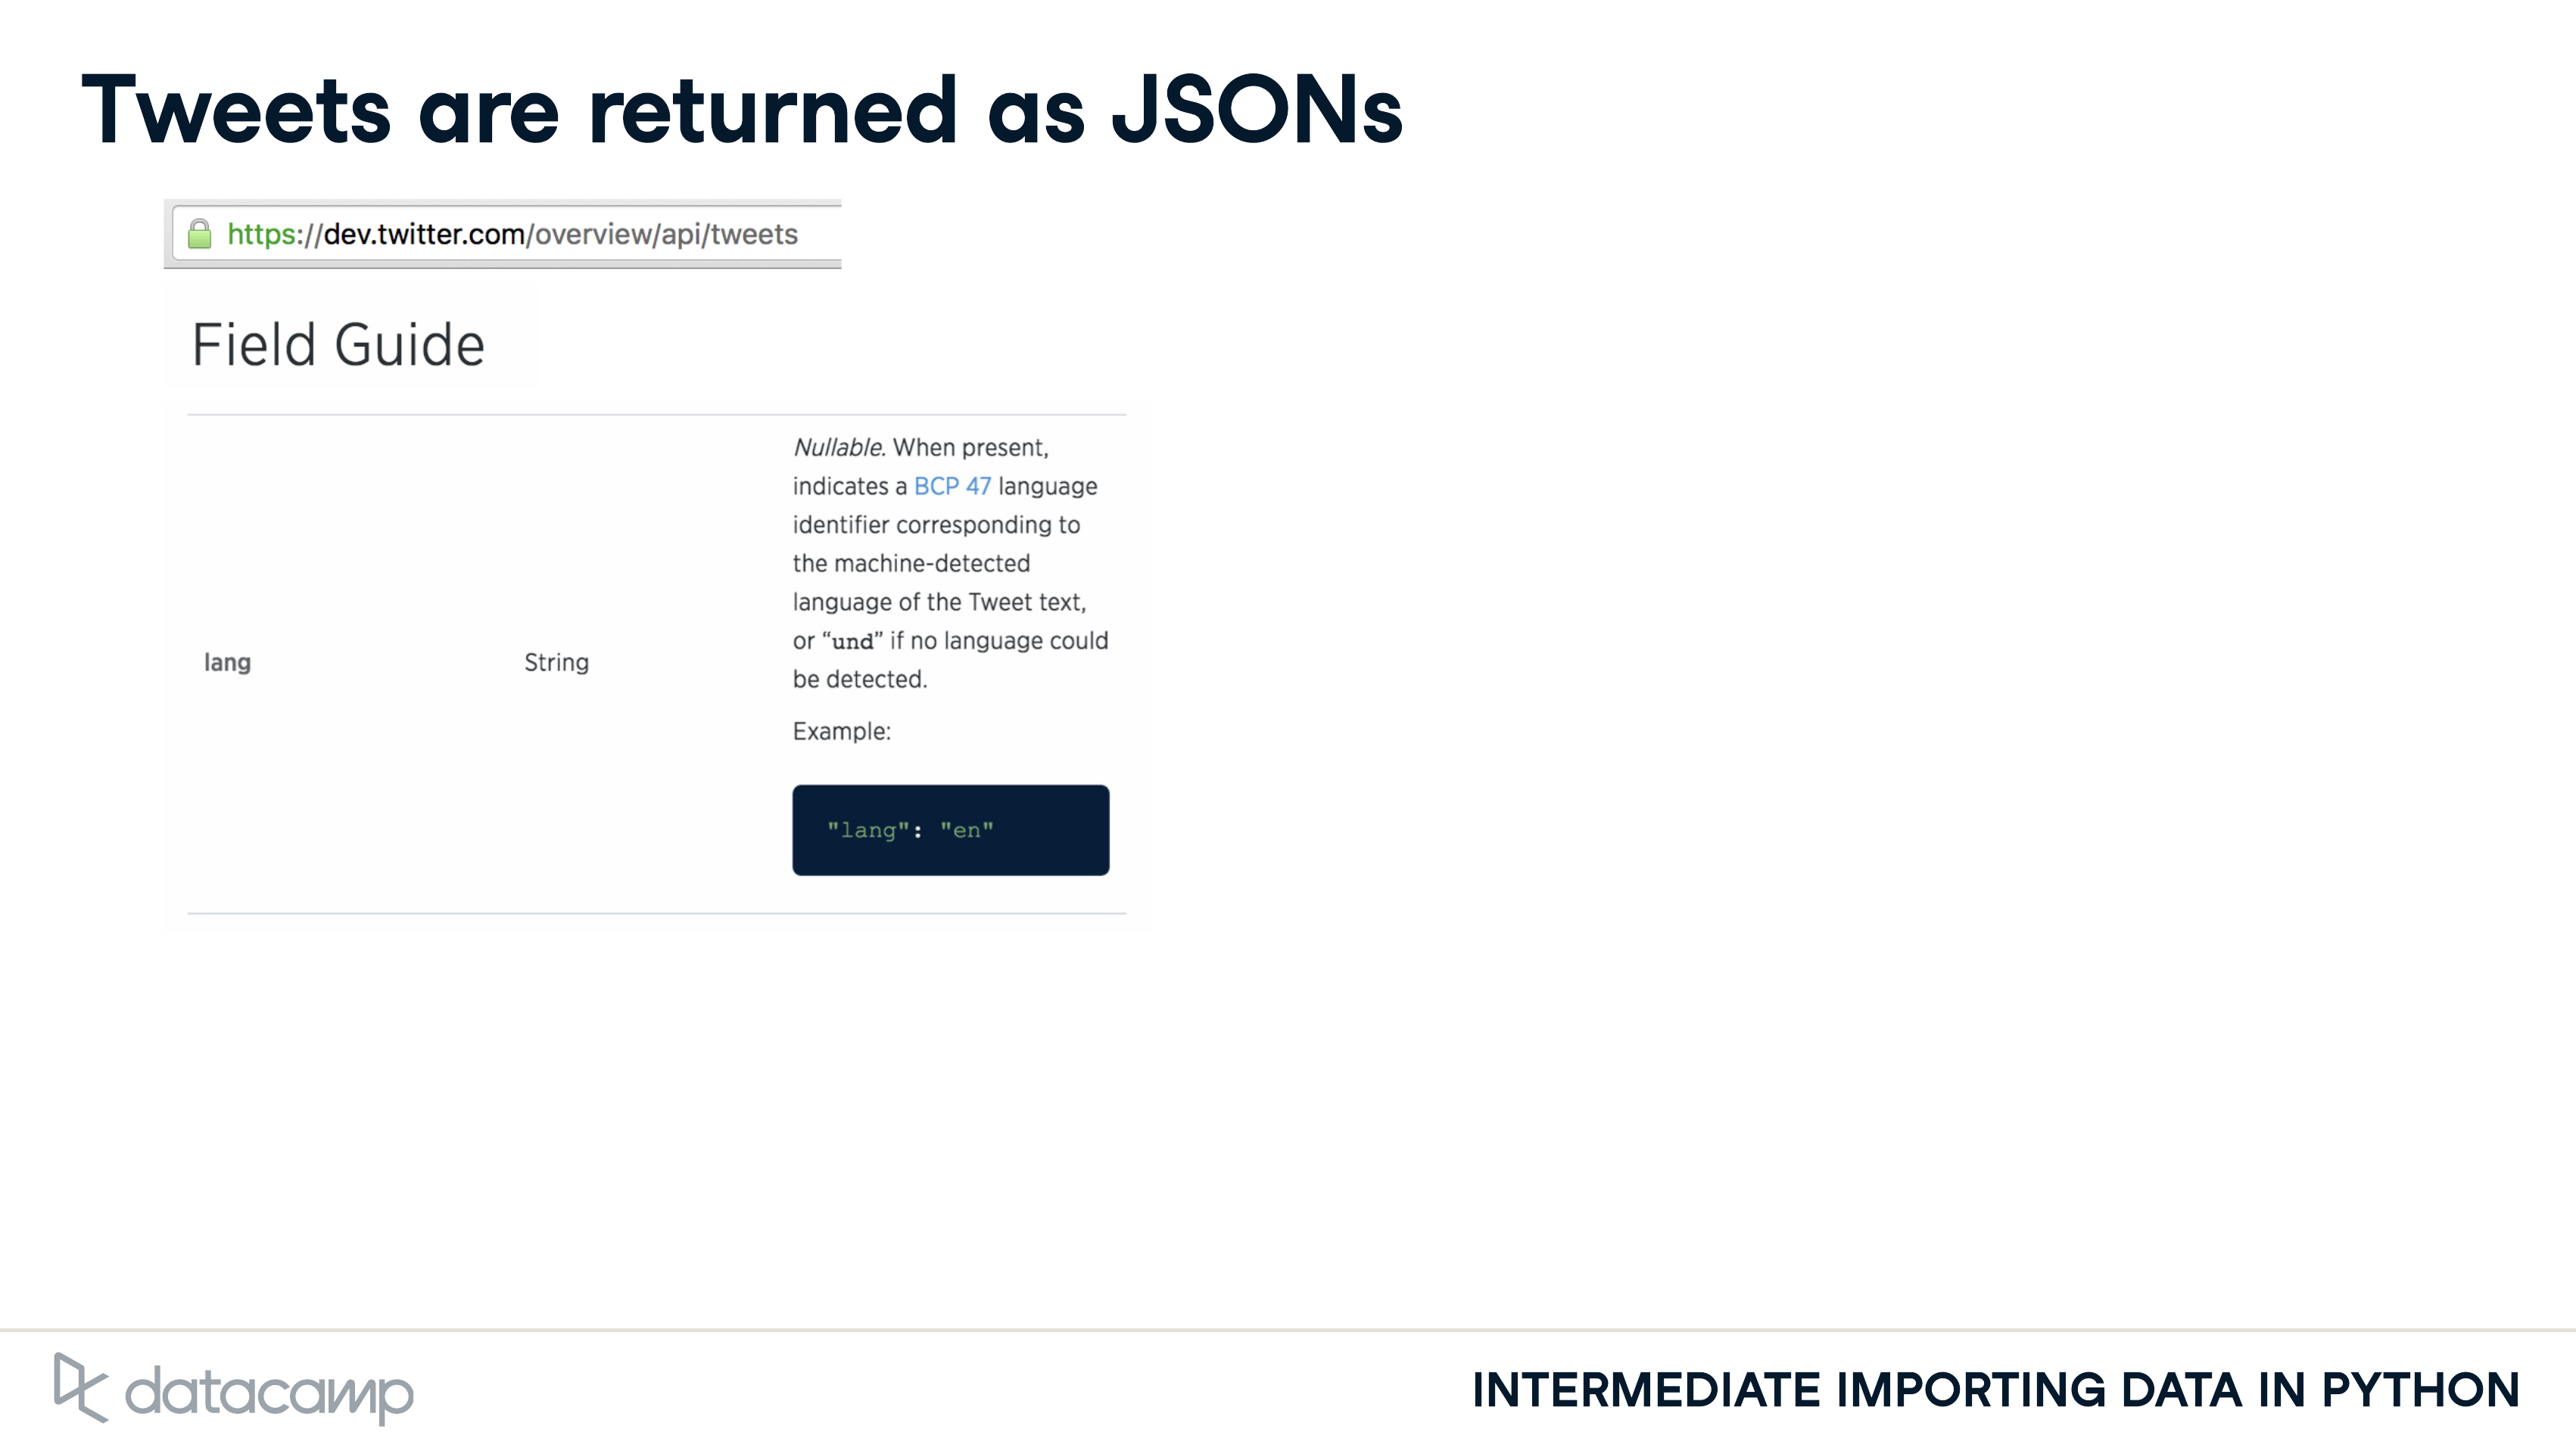 Tweets are returned as JSONs
https://dev.twitter.com/overview/api/tweets
Field Guide
lang
String
Nullable. When present,
indicates a BCP 47 language
identifier corresponding to
the machine-detected
language of the Tweet text,
or “und” if no language could
be detected.
Example:
"lang": "en"
datacamp
INTERMEDIATE IMPORTING DATA IN PYTHON